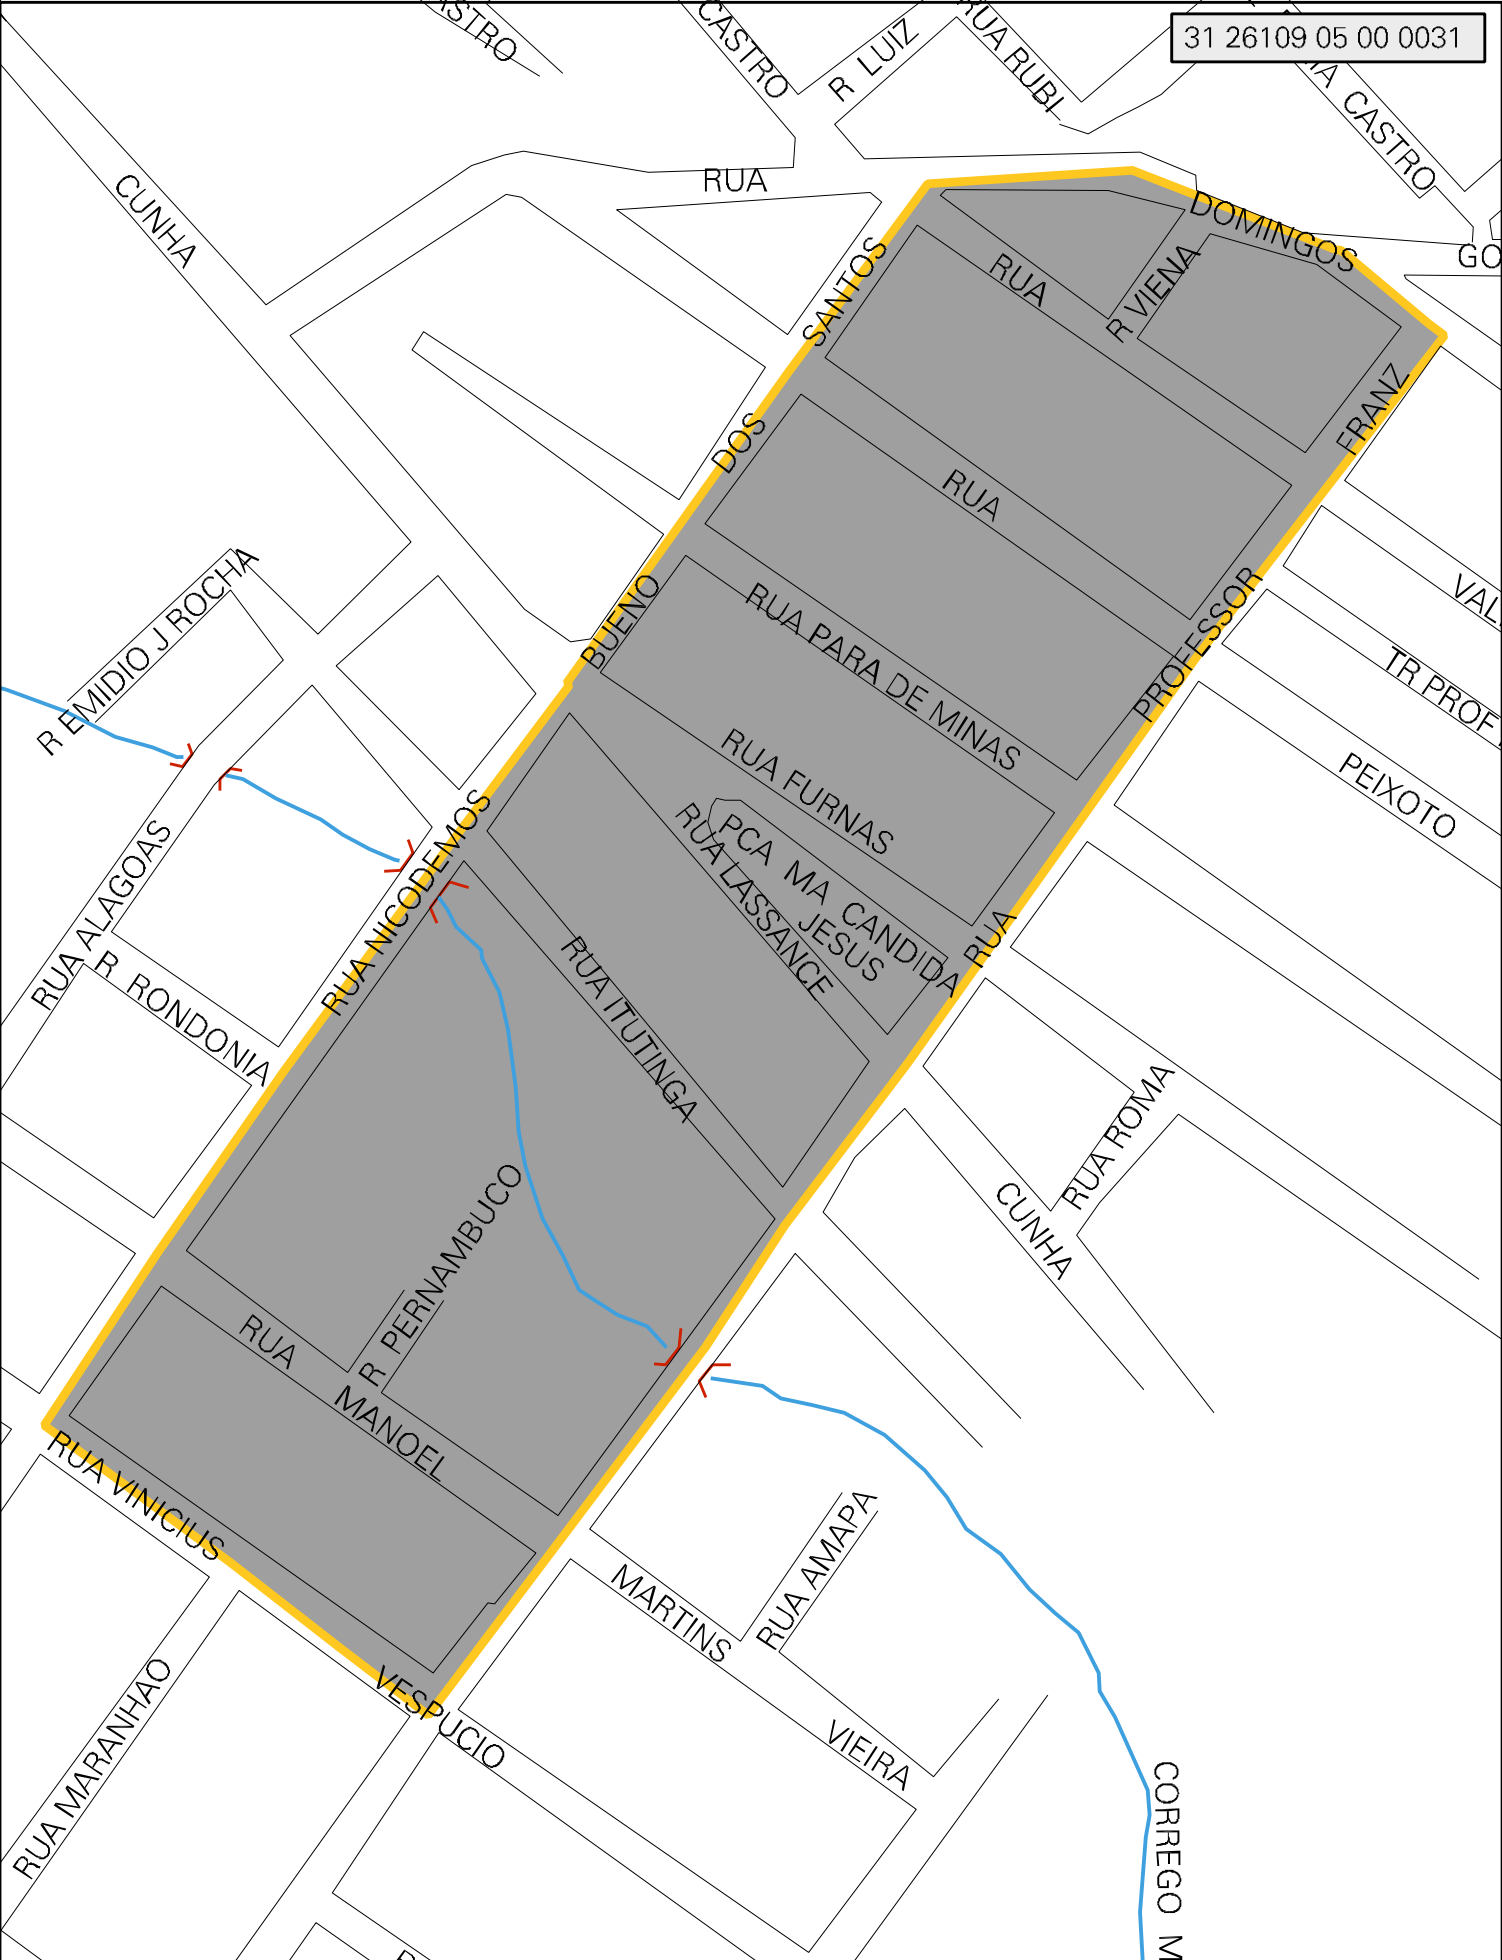 31 26109 05 00 0031
CASTRO
R LUIZ
RUA RUBI
CASTRO
RUA
CUNHA
DOMINGOS
GO
SANTOS
RUA
R VIENA
FRANZ
DOS
RUA
BUENO
RUA PARA DE MINAS
PROFESSOR
VAL
TR PROF
R EMIDIO J ROCHA
PEIXOTO
RUA FURNAS
PCA MA CANDIDA
JESUS
RUA LASSANCE
RUA
RUA NICODEMOS
RUA ALAGOAS
R RONDONIA
RUA ITUTINGA
RUA ROMA
CUNHA
R PERNAMBUCO
RUA
MANOEL
RUA VINICIUS
VESPUCIO
MARTINS
RUA AMAPA
VIEIRA
RUA MARANHAO
CORREGO M